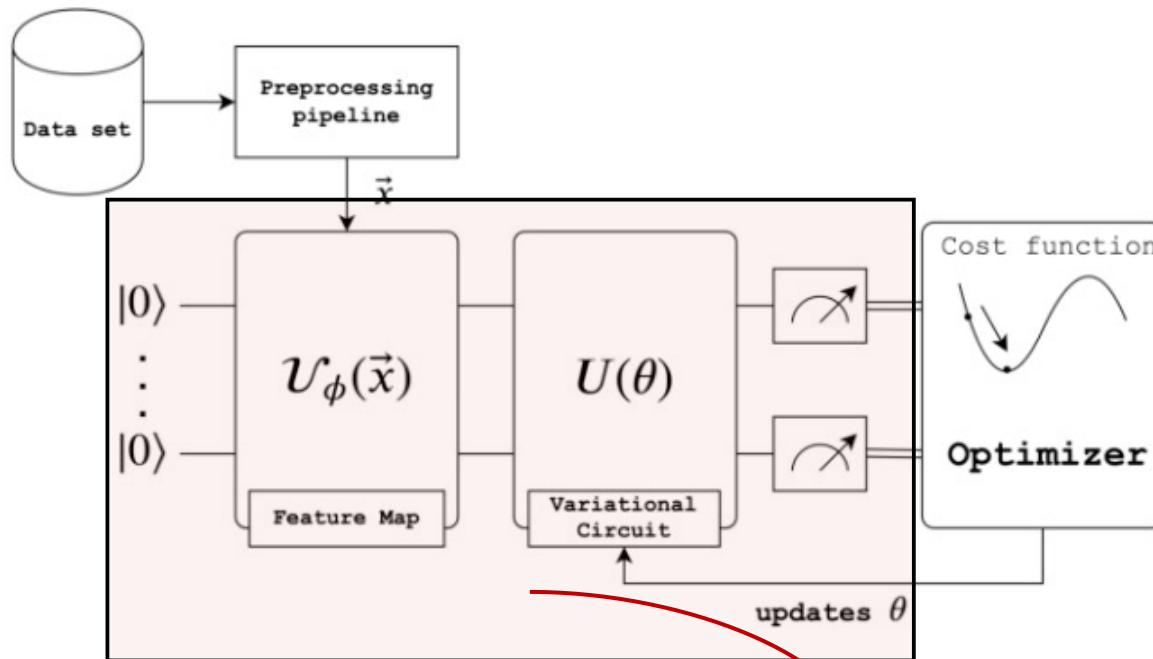 Data set
Preprocessing
pipeline
x⃗
|0⟩
|0⟩
𝒰ϕ(x⃗)
Feature Map
U(θ)
Variational
Circuit
Cost function
Optimizer
updates θ